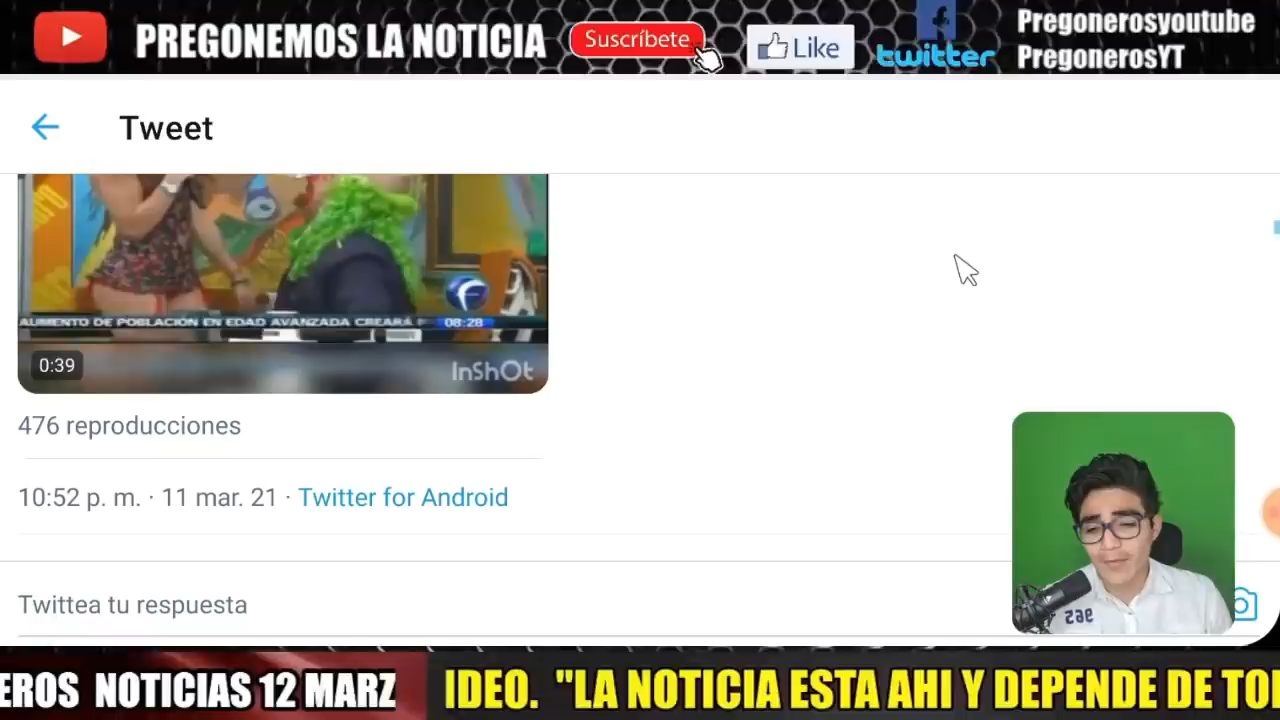 PREGONEMOS LA NOTICIA
Suscríbete
Like
twitter
Pregonerosyoutube
PregonerosYT
Tweet
AUMENTO DE POBLACIÓN EN EDAD AVANZADA CREARÁ
08:28
0:39
InShOt
476 reproducciones
10:52 p. m. · 11 mar. 21 · Twitter for Android
Twittea tu respuesta
EROS NOTICIAS 12 MARZ
IDEO. "LA NOTICIA ESTA AHI Y DEPENDE DE TO